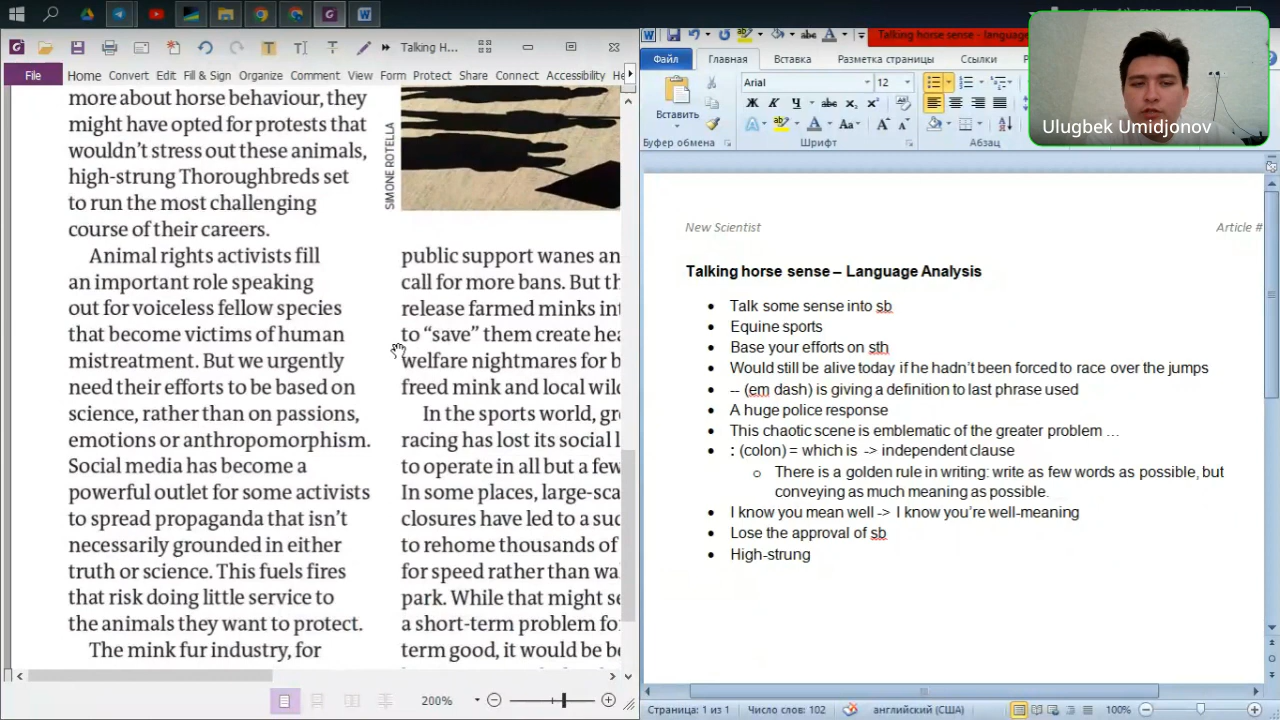 Talking H...
File Home Convert Edit Fill & Sign Organize Comment View Form Protect Share Connect Accessibility He
more about horse behaviour, they
might have opted for protests that
wouldn't stress out these animals,
high-strung Thoroughbreds set
to run the most challenging
course of their careers.
Animal rights activists fill
an important role speaking
out for voiceless fellow species
that become victims of human
mistreatment. But we urgently
need their efforts to be based on
science, rather than on passions,
emotions or anthropomorphism.
Social media has become a
powerful outlet for some activists
to spread propaganda that isn't
necessarily grounded in either
truth or science. This fuels fires
that risk doing little service to
the animals they want to protect.
The mink fur industry, for
SIMONE ROTELLA
public support wanes an
call for more bans. But th
release farmed minks int
to “save” them create hea
welfare nightmares for b
freed mink and local wild
In the sports world, gr
racing has lost its social l
to operate in all but a few
In some places, large-sca
closures have led to a suc
to rehome thousands of
for speed rather than wa
park. While that might se
a short-term problem fo
term good, it would be be
200%
Talking horse sense - language
Файл Главная Вставка Разметка страницы Ссылки
Вставить
Arial 12
Буфер обмена Шрифт Абзац
Ulugbek Umidjonov
New Scientist Article #
Talking horse sense – Language Analysis
• Talk some sense into sb
• Equine sports
• Base your efforts on sth
• Would still be alive today if he hadn't been forced to race over the jumps
• -- (em dash) is giving a definition to last phrase used
• A huge police response
• This chaotic scene is emblematic of the greater problem …
• : (colon) = which is -> independent clause
o There is a golden rule in writing: write as few words as possible, but
conveying as much meaning as possible.
• I know you mean well -> I know you're well-meaning
• Lose the approval of sb
• High-strung
Страница: 1 из 1 Число слов: 102 английский (США) 100%